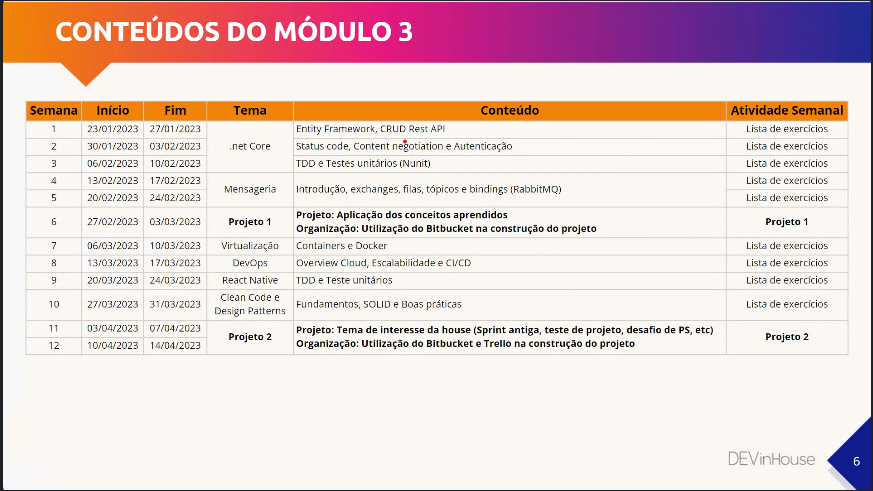 CONTEÚDOS DO MÓDULO 3
Semana Início Fim Tema Conteúdo Atividade Semanal
1 23/01/2023 27/01/2023 .net Core Entity Framework, CRUD Rest API Lista de exercícios
2 30/01/2023 03/02/2023 Status code, Content negotiation e Autenticação Lista de exercícios
3 06/02/2023 10/02/2023 TDD e Testes unitários (Nunit) Lista de exercícios
4 13/02/2023 17/02/2023 Mensageria Introdução, exchanges, filas, tópicos e bindings (RabbitMQ) Lista de exercícios
5 20/02/2023 24/02/2023 Lista de exercícios
6 27/02/2023 03/03/2023 Projeto 1 Projeto: Aplicação dos conceitos aprendidos
Organização: Utilização do Bitbucket na construção do projeto Projeto 1
7 06/03/2023 10/03/2023 Virtualização Containers e Docker Lista de exercícios
8 13/03/2023 17/03/2023 DevOps Overview Cloud, Escalabilidade e CI/CD Lista de exercícios
9 20/03/2023 24/03/2023 React Native TDD e Teste unitários Lista de exercícios
10 27/03/2023 31/03/2023 Clean Code e
Design Patterns Fundamentos, SOLID e Boas práticas Lista de exercícios
11 03/04/2023 07/04/2023 Projeto 2 Projeto: Tema de interesse da house (Sprint antiga, teste de projeto, desafio de PS, etc)
12 10/04/2023 14/04/2023 Organização: Utilização do Bitbucket e Trello na construção do projeto Projeto 2
DEVinHouse
6